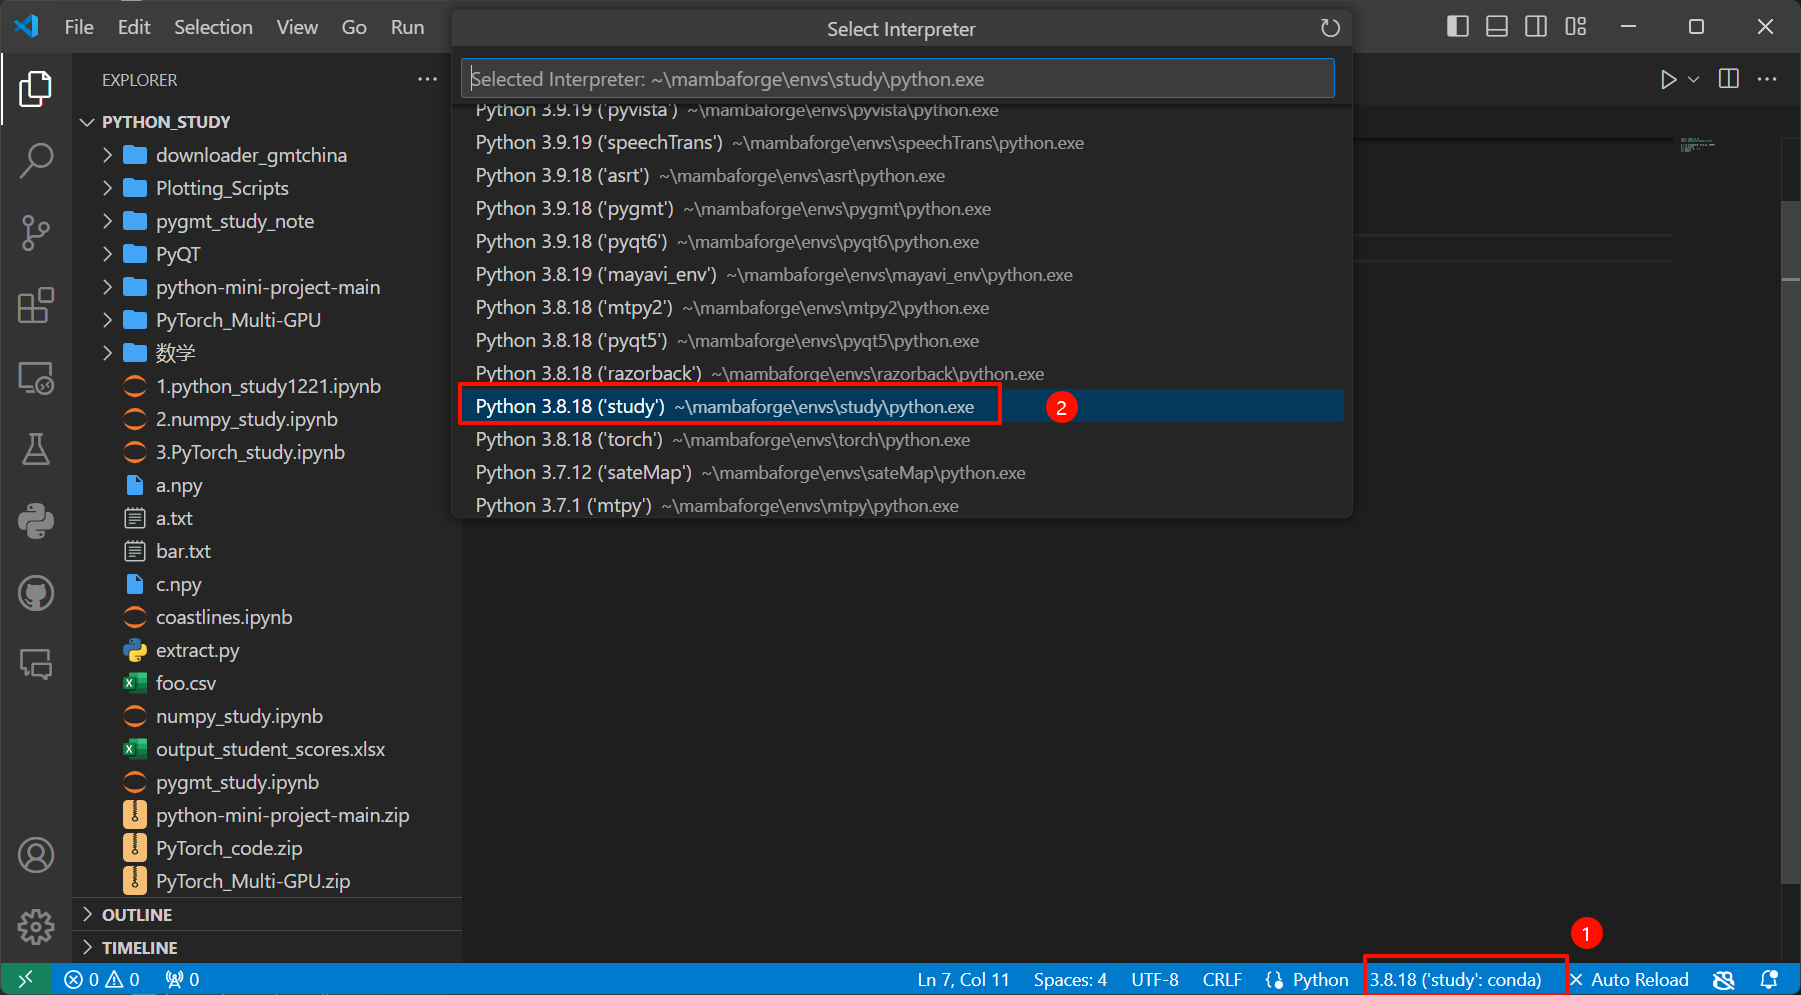 File Edit Selection View Go Run
Select Interpreter
EXPLORER
Selected Interpreter: ~\mambaforge\envs\study\python.exe
PYTHON_STUDY
downloader_gmtchina
Plotting_Scripts
pygmt_study_note
PyQT
python-mini-project-main
PyTorch_Multi-GPU
数学
1.python_study1221.ipynb
2.numpy_study.ipynb
3.PyTorch_study.ipynb
a.npy
a.txt
bar.txt
c.npy
coastlines.ipynb
extract.py
foo.csv
numpy_study.ipynb
output_student_scores.xlsx
pygmt_study.ipynb
python-mini-project-main.zip
PyTorch_code.zip
PyTorch_Multi-GPU.zip
OUTLINE
TIMELINE
Python 3.9.19 ('pyvista') ~\mambaforge\envs\pyvista\python.exe
Python 3.9.19 ('speechTrans') ~\mambaforge\envs\speechTrans\python.exe
Python 3.9.18 ('asrt') ~\mambaforge\envs\asrt\python.exe
Python 3.9.18 ('pygmt') ~\mambaforge\envs\pygmt\python.exe
Python 3.9.18 ('pyqt6') ~\mambaforge\envs\pyqt6\python.exe
Python 3.8.19 ('mayavi_env') ~\mambaforge\envs\mayavi_env\python.exe
Python 3.8.18 ('mtpy2') ~\mambaforge\envs\mtpy2\python.exe
Python 3.8.18 ('pyqt5') ~\mambaforge\envs\pyqt5\python.exe
Python 3.8.18 ('razorback') ~\mambaforge\envs\razorback\python.exe
Python 3.8.18 ('study') ~\mambaforge\envs\study\python.exe
2
Python 3.8.18 ('torch') ~\mambaforge\envs\torch\python.exe
Python 3.7.12 ('sateMap') ~\mambaforge\envs\sateMap\python.exe
Python 3.7.1 ('mtpy') ~\mambaforge\envs\mtpy\python.exe
1
0 0 0 Ln 7, Col 11 Spaces: 4 UTF-8 CRLF Python 3.8.18 ('study': conda) Auto Reload